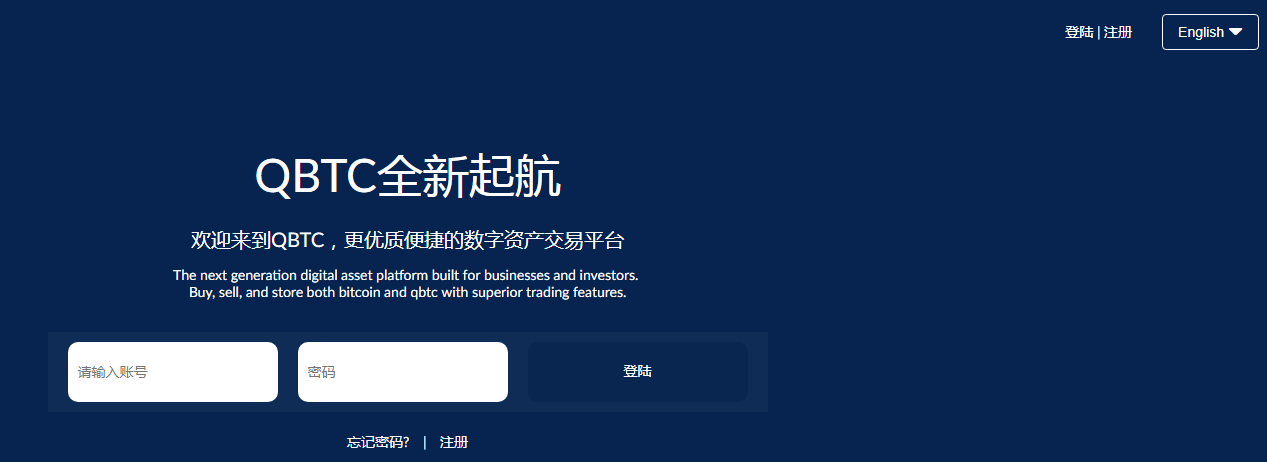 登陆 | 注册
English
QBTC全新起航
欢迎来到QBTC，更优质便捷的数字资产交易平台
The next generation digital asset platform built for businesses and investors.
Buy, sell, and store both bitcoin and qbtc with superior trading features.
请输入账号 密码 登陆
忘记密码? | 注册